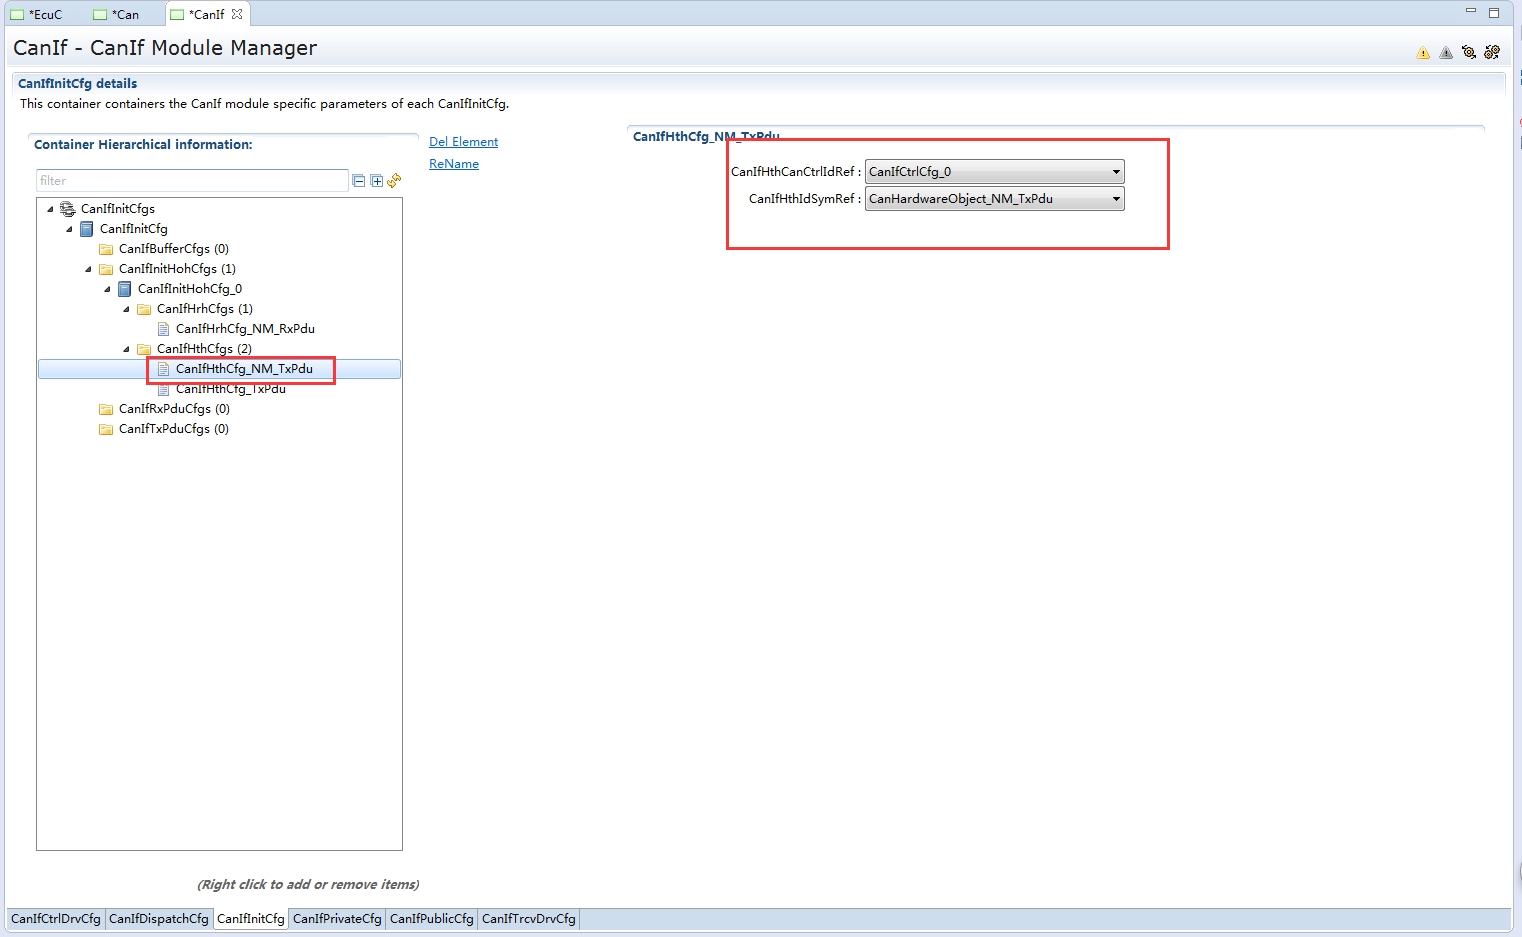 *EcuC
*Can
*CanIf
CanIf - CanIf Module Manager
CanIfInitCfg details
This container containers the CanIf module specific parameters of each CanIfInitCfg.
Container Hierarchical information:
Del Element
ReName
filter
CanIfInitCfgs
CanIfInitCfg
CanIfBufferCfgs (0)
CanIfInitHohCfgs (1)
CanIfInitHohCfg_0
CanIfHrhCfgs (1)
CanIfHrhCfg_NM_RxPdu
CanIfHthCfgs (2)
CanIfHthCfg_NM_TxPdu
CanIfHthCfg_TxPdu
CanIfRxPduCfgs (0)
CanIfTxPduCfgs (0)
(Right click to add or remove items)
CanIfHthCfg_NM_TxPdu
CanIfHthCanCtrlIdRef : CanIfCtrlCfg_0
CanIfHthIdSymRef : CanHardwareObject_NM_TxPdu
CanIfCtrlDrvCfg CanIfDispatchCfg CanIfInitCfg CanIfPrivateCfg CanIfPublicCfg CanIfTrcvDrvCfg